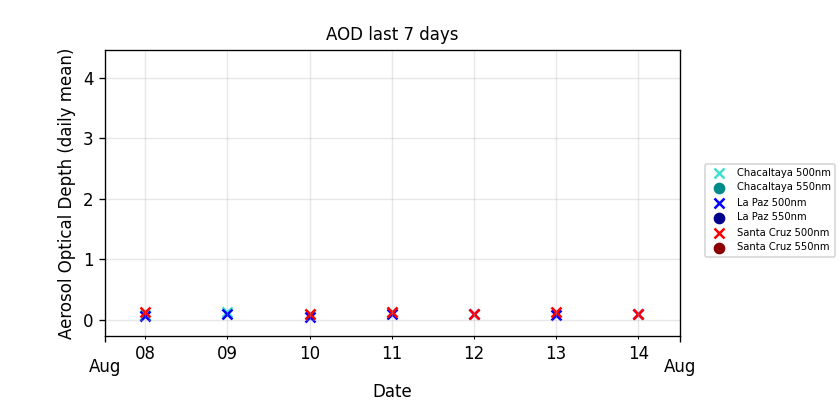 AOD last 7 days
Aerosol Optical Depth (daily mean)
4
3
2
1
0
08 09 10 11 12 13 14
Aug Aug
Date
Chacaltaya 500nm
Chacaltaya 550nm
La Paz 500nm
La Paz 550nm
Santa Cruz 500nm
Santa Cruz 550nm